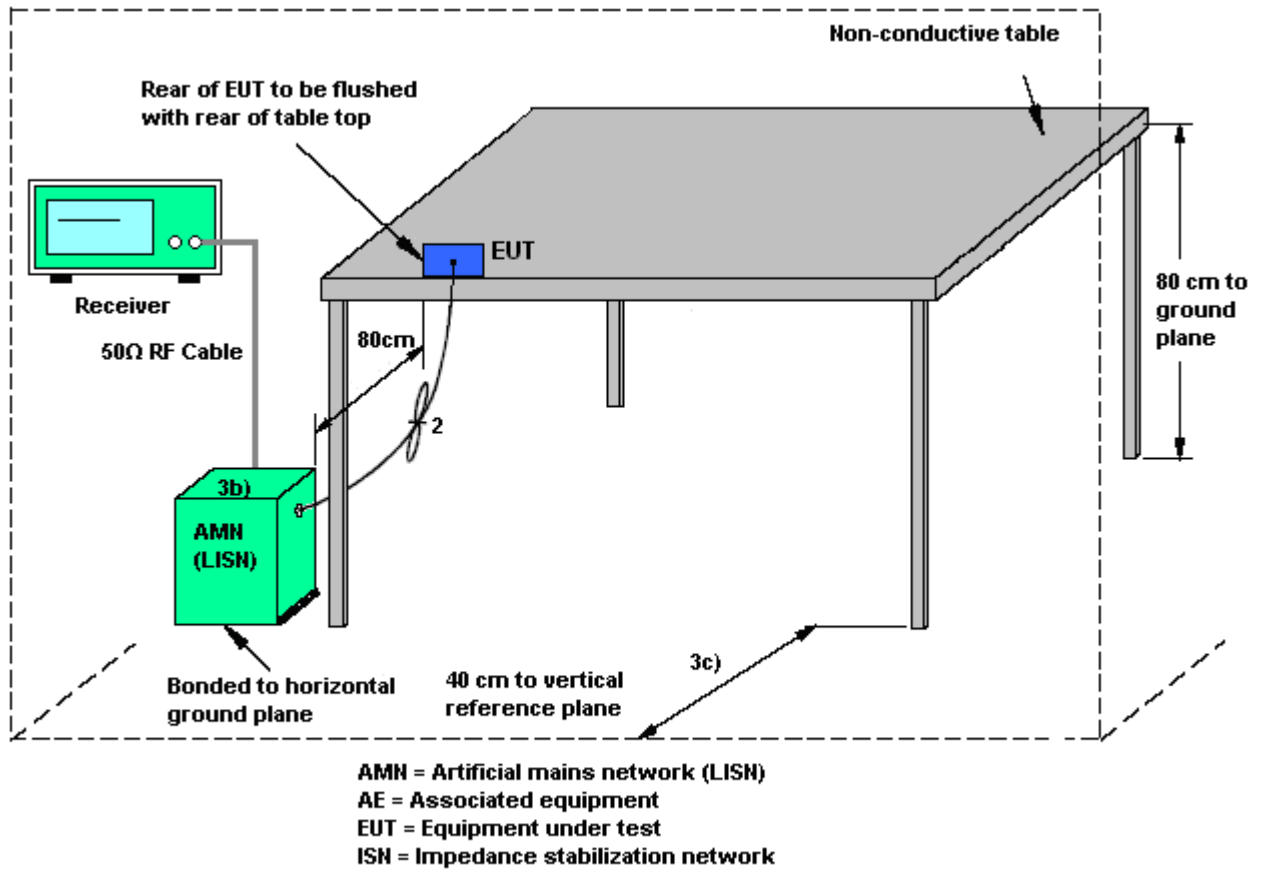 Non-conductive table
Rear of EUT to be flushed
with rear of table top
EUT
Receiver
80 cm to
ground
plane
80cm
50Ω RF Cable
2
3b)
AMN
(LISN)
3c)
Bonded to horizontal
ground plane
40 cm to vertical
reference plane
AMN = Artificial mains network (LISN)
AE = Associated equipment
EUT = Equipment under test
ISN = Impedance stabilization network